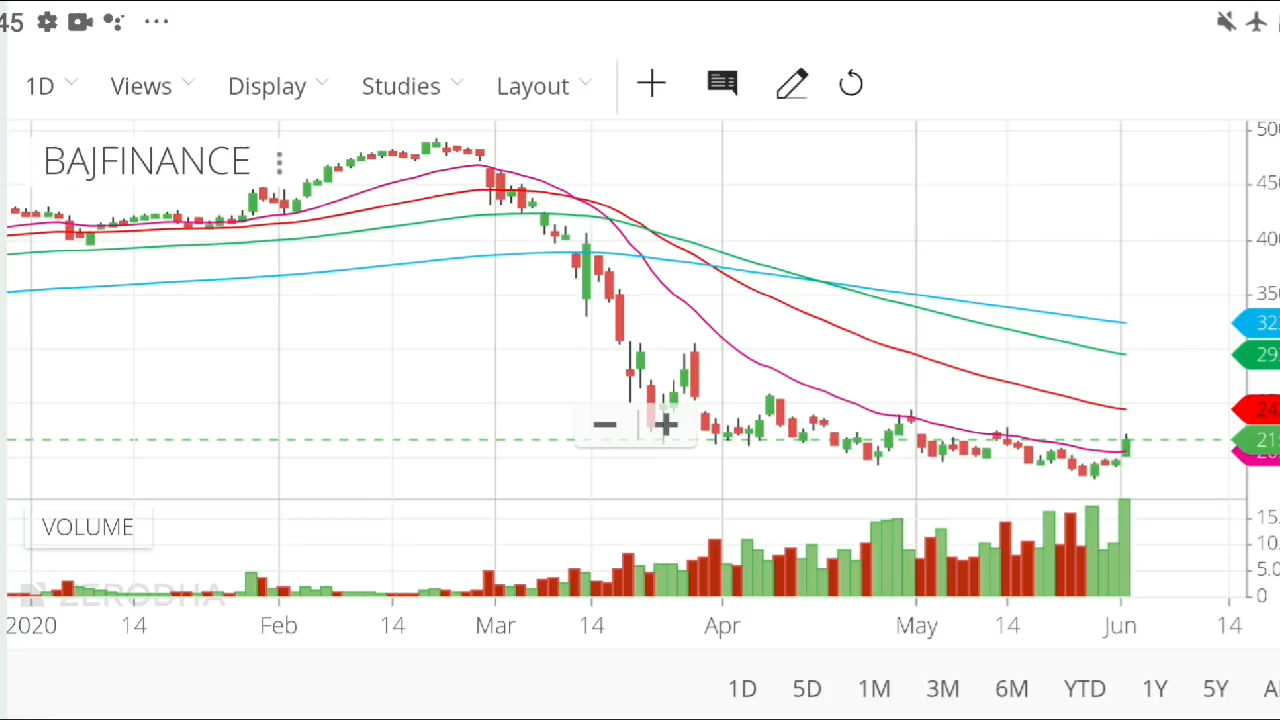 45
1D Views Display Studies Layout
BAJFINANCE
500
450
400
350
32
29
24
21
20
VOLUME
15.
10.
5.0
0
ZERODHA
2020 14 Feb 14 Mar 14 Apr May 14 Jun 14
1D 5D 1M 3M 6M YTD 1Y 5Y